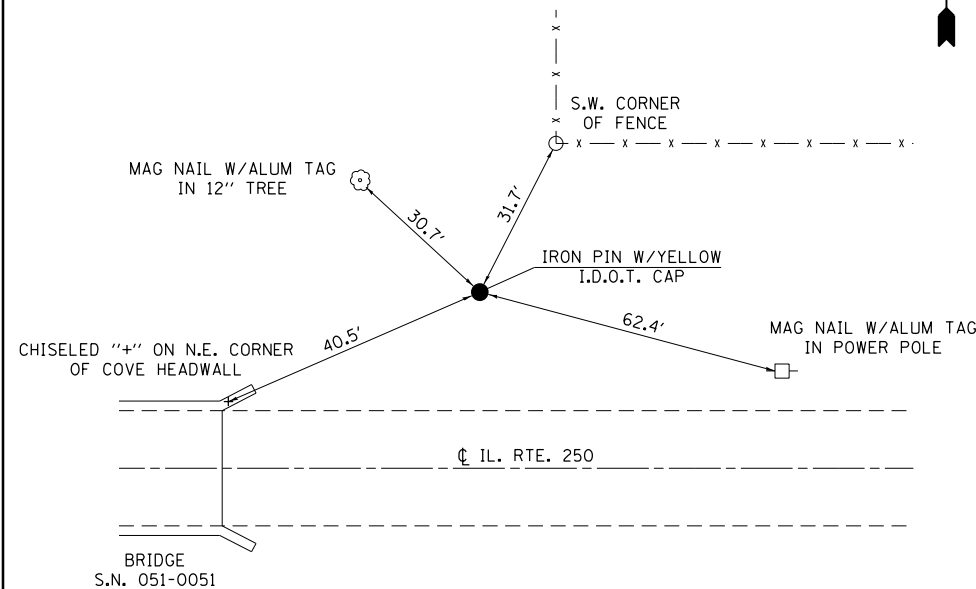 S.W. CORNER
OF FENCE
MAG NAIL W/ALUM TAG
IN 12" TREE
31.7'
30.7'
IRON PIN W/YELLOW
I.D.O.T. CAP
62.4'
MAG NAIL W/ALUM TAG
IN POWER POLE
40.5'
CHISELED "+" ON N.E. CORNER
OF COVE HEADWALL
℄ IL. RTE. 250
BRIDGE
S.N. 051-0051